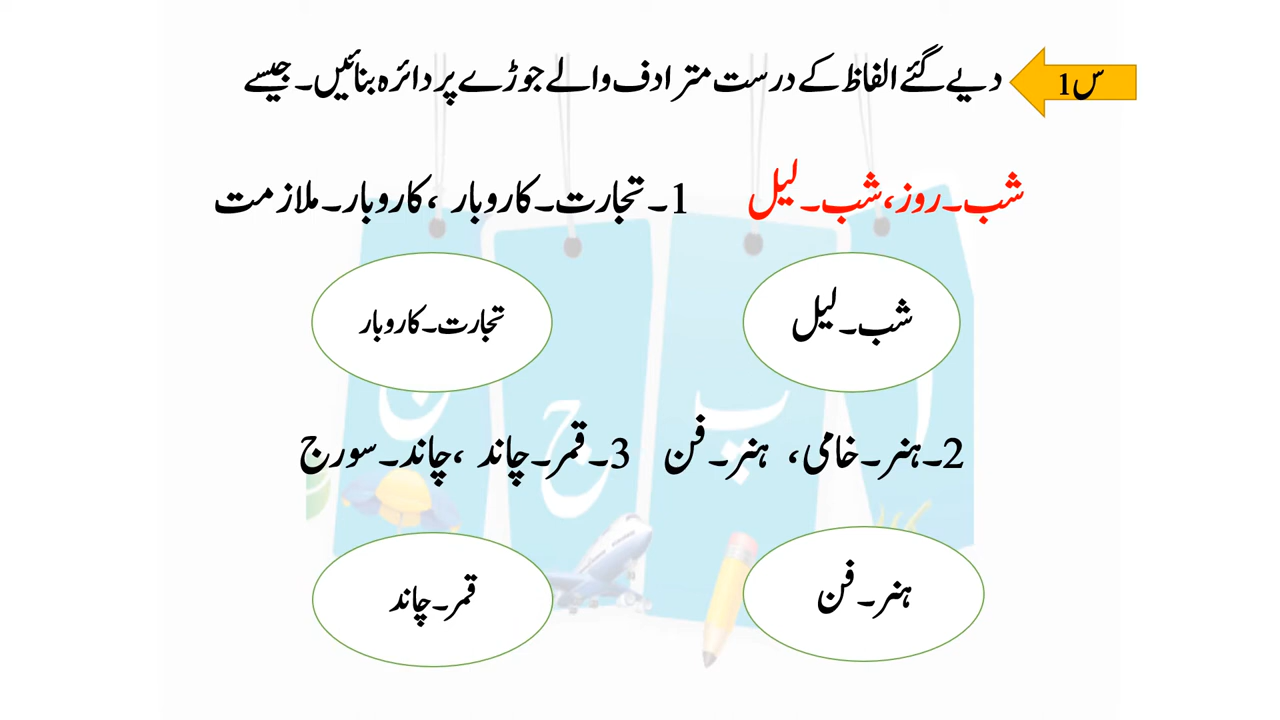 س1
دیے گئے الفاظ کے درست مترادف والے جوڑے پر دائرہ بنائیں۔ جیسے
شب۔روز،شب۔لیل
1۔تجارت۔کاروبار ،کاروبار۔ملازمت
شب۔لیل
تجارت۔کاروبار
2۔ہنر۔خامی، ہنر۔فن
3۔قمر۔چاند ،چاند۔سورج
ہنر۔فن
قمر۔چاند
ا
پ
ج
ن